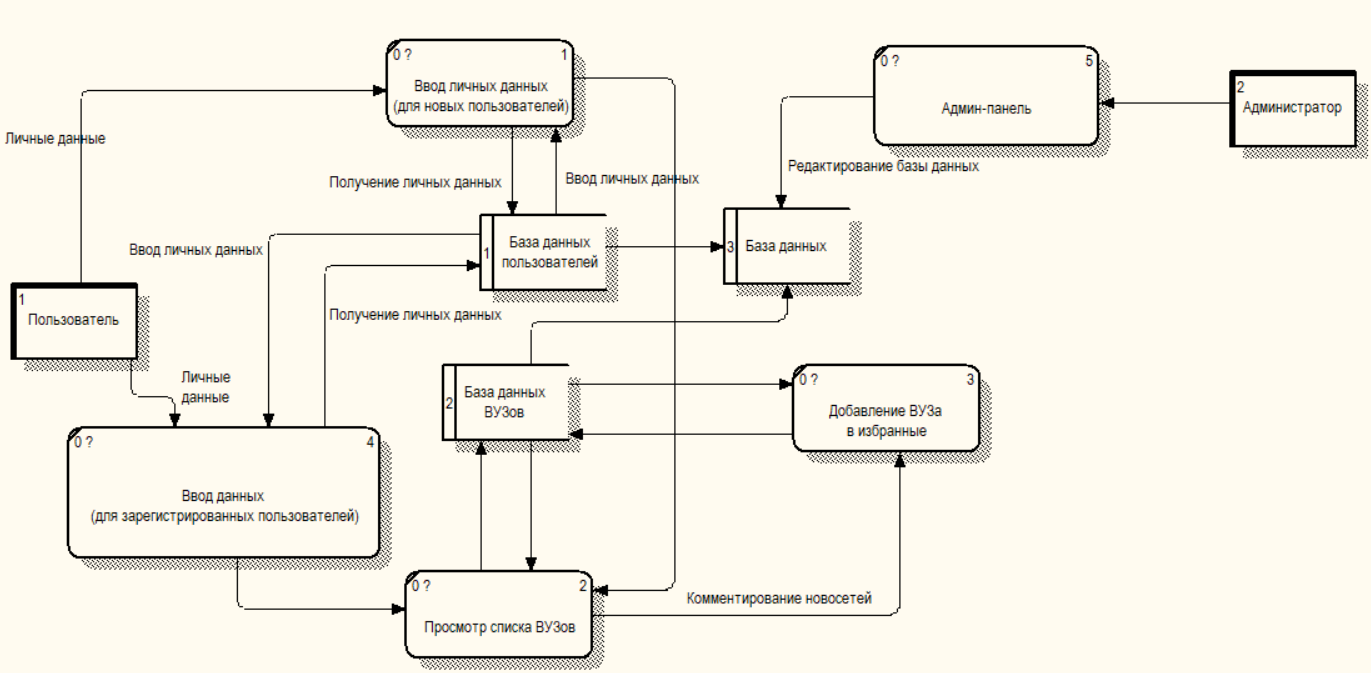 0 ?
1
Ввод личных данных
(для новых пользователей)
0 ?
5
Админ-панель
2
Администратор
Личные данные
Получение личных данных
Ввод личных данных
Редактирование базы данных
Ввод личных данных
1
База данных
пользователей
3
База данных
1
Пользователь
Получение личных данных
Личные
данные
2
База данных
ВУЗов
0 ?
3
Добавление ВУЗа
в избранные
0 ?
4
Ввод данных
(для зарегистрированных пользователей)
0 ?
2
Просмотр списка ВУЗов
Комментирование новосетей